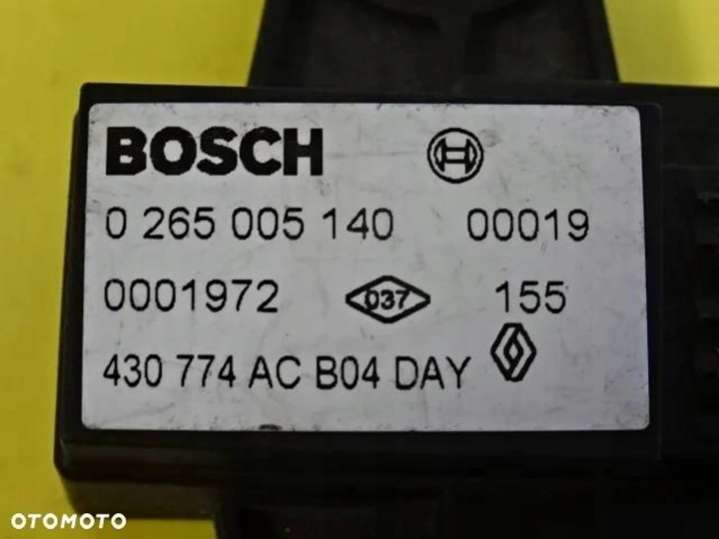 BOSCH
0 265 005 140 00019
0001972 037 155
430 774 AC B04 DAY
OTOMOTO